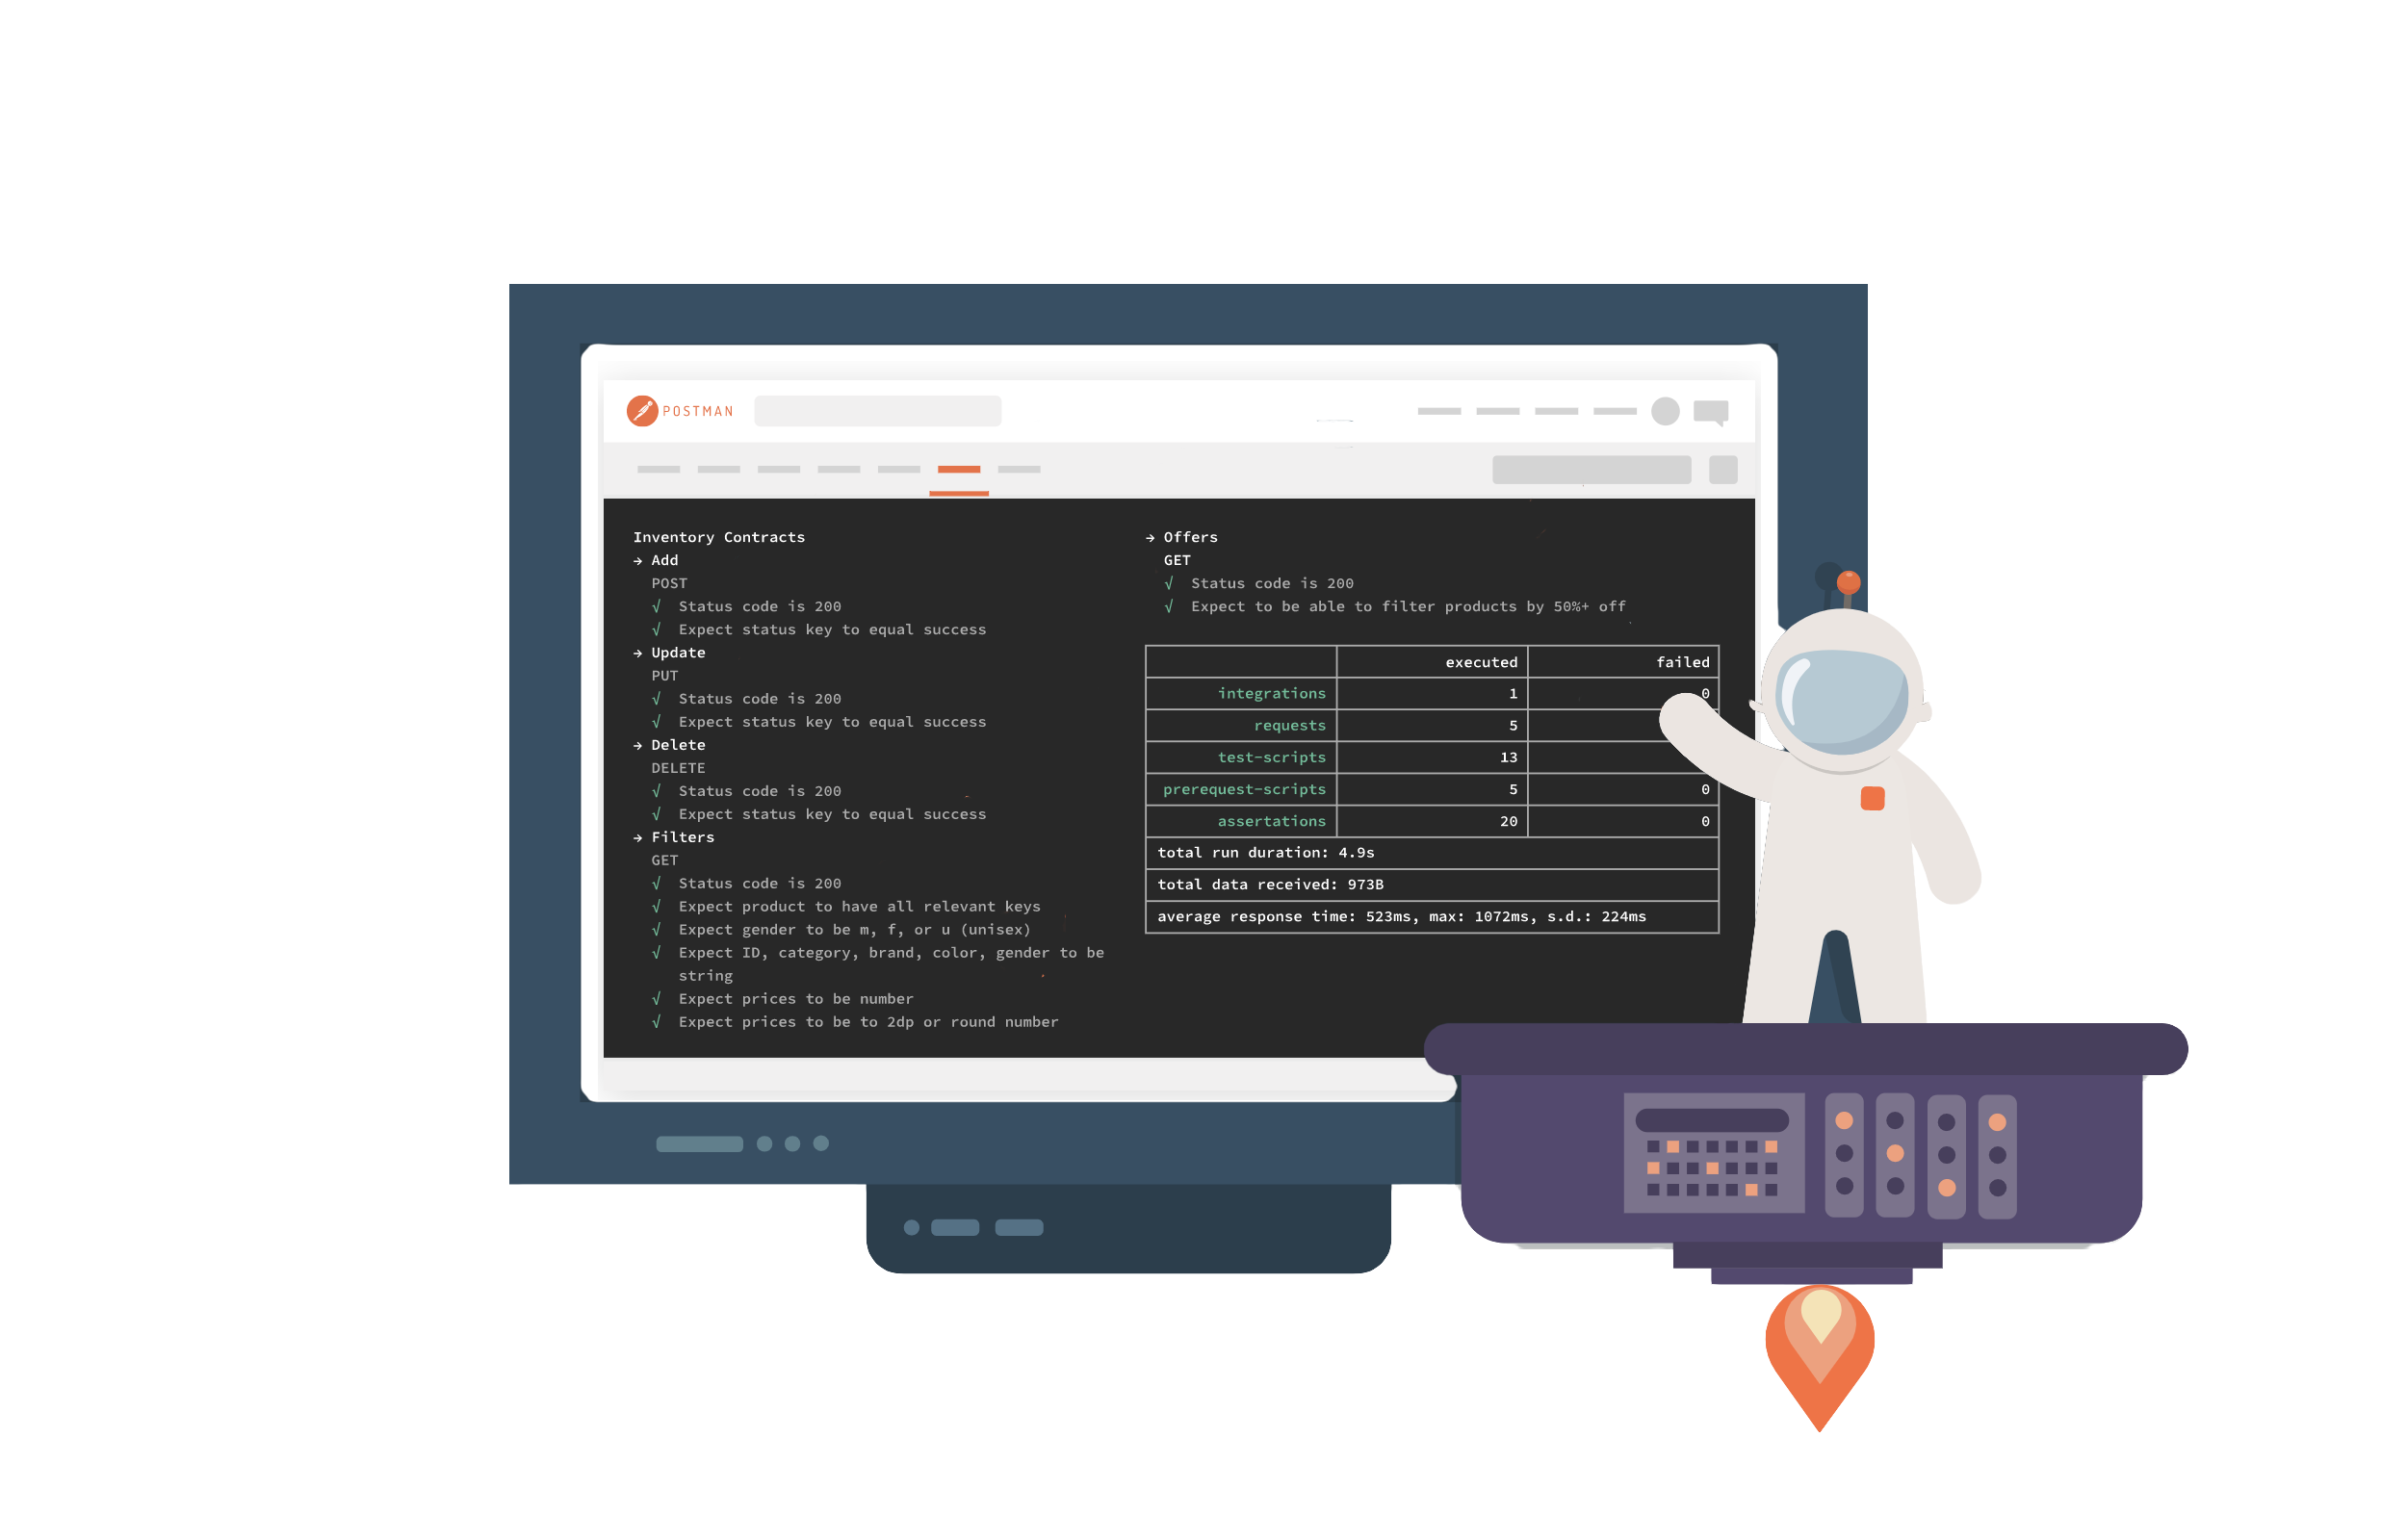 POSTMAN
Inventory Contracts
→ Add
POST
√ Status code is 200
√ Expect status key to equal success
→ Update
PUT
√ Status code is 200
√ Expect status key to equal success
→ Delete
DELETE
√ Status code is 200
√ Expect status key to equal success
→ Filters
GET
√ Status code is 200
√ Expect product to have all relevant keys
√ Expect gender to be m, f, or u (unisex)
√ Expect ID, category, brand, color, gender to be
string
√ Expect prices to be number
√ Expect prices to be to 2dp or round number
→ Offers
GET
√ Status code is 200
√ Expect to be able to filter products by 50%+ off
executed failed
integrations 1 0
requests 5
test-scripts 13
prerequest-scripts 5 0
assertations 20 0
total run duration: 4.9s
total data received: 973B
average response time: 523ms, max: 1072ms, s.d.: 224ms